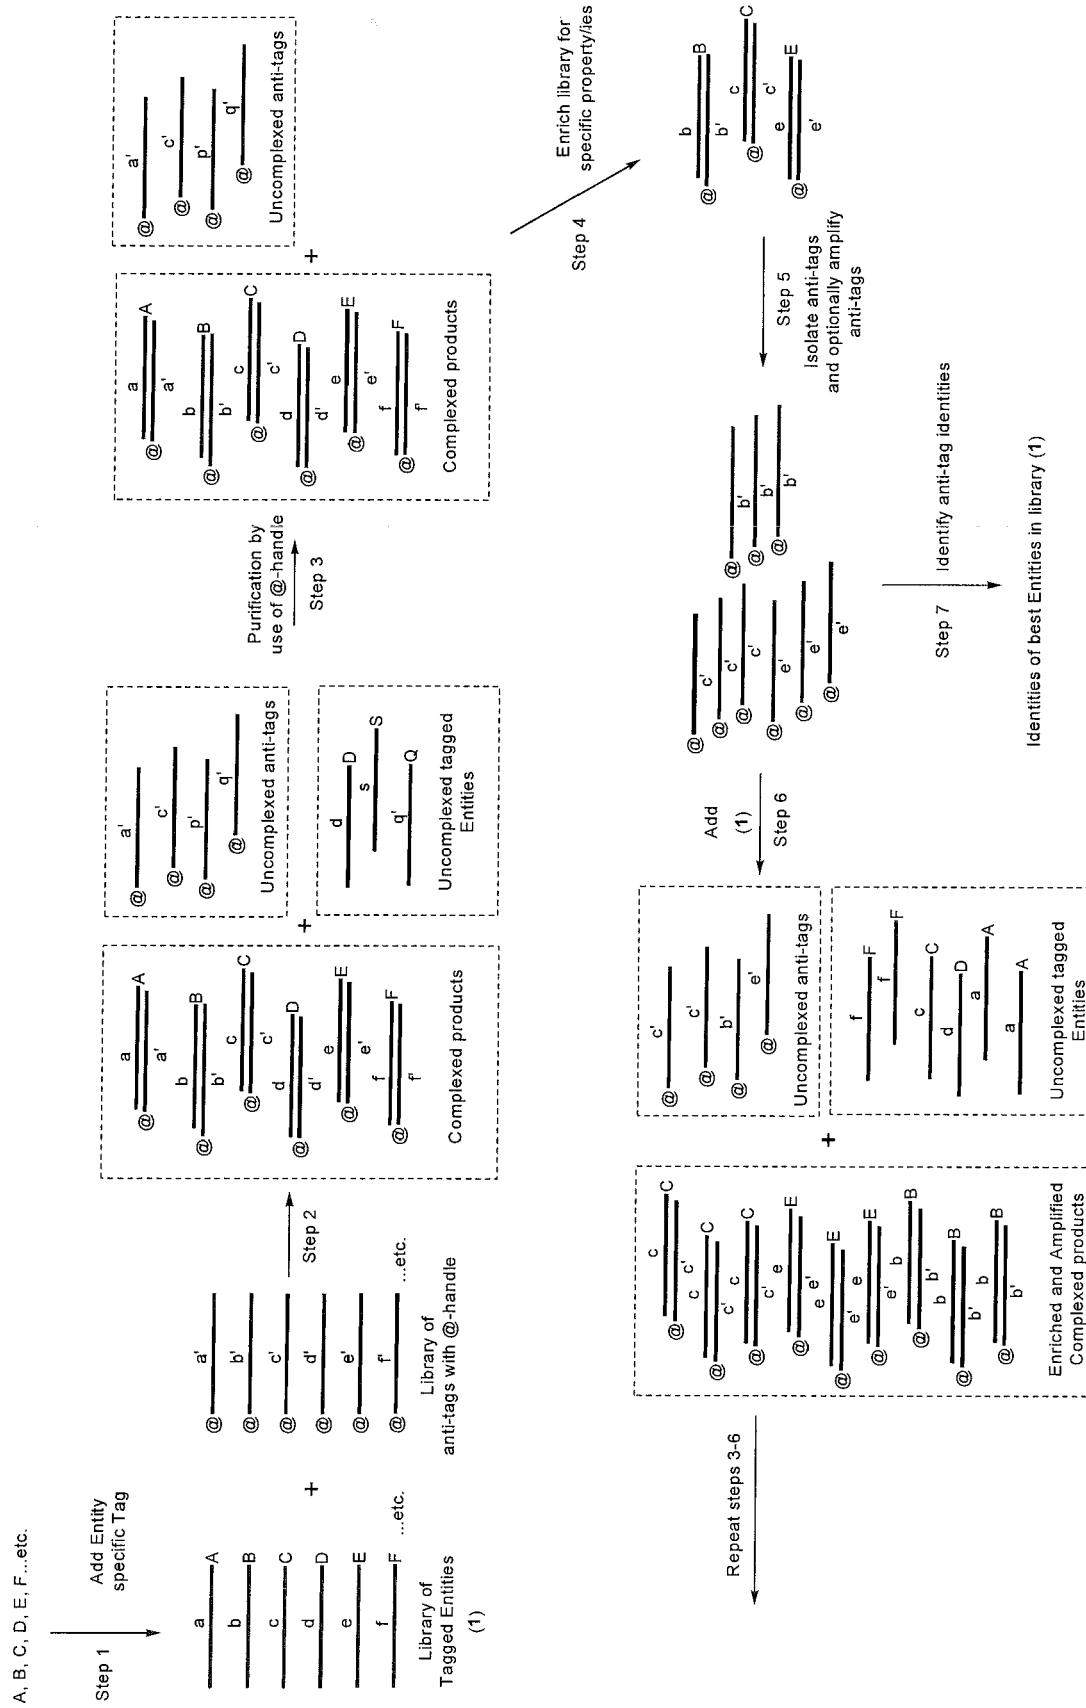 A, B, C, D, E, F...etc.
Step 1
Add Entity
specific Tag
a
A
b
B
c
C
d
D
e
E
f
F
...etc.
Library of
Tagged Entities
(1)
+
@
a'
@
b'
@
c'
@
d'
@
e'
@
f'
...etc.
Library of
anti-tags with @-handle
Step 2
a
A
@
a'
b
B
@
b'
c
C
@
c'
d
D
@
d'
e
E
@
e'
f
F
@
f'
Complexed products
+
@
a'
@
c'
@
p'
@
q'
Uncomplexed anti-tags
d
D
s
S
q'
Q
Uncomplexed tagged
Entities
Purification by
use of @-handle
Step 3
a
A
@
a'
b
B
@
b'
c
C
@
c'
d
D
@
d'
e
E
@
e'
f
F
@
f'
Complexed products
+
@
a'
@
c'
@
p'
@
q'
Uncomplexed anti-tags
Step 4
Enrich library for
specific property/ies
b
B
@
b'
c
C
@
c'
e
E
@
e'
Step 5
Isolate anti-tags
and optionally amplify
anti-tags
@
c'
@
c'
@
c'
@
e'
@
e'
@
e'
@
b'
@
b'
@
b'
Step 7
Identify anti-tag identities
Identities of best Entities in library (1)
Add
(1)
Step 6
@
c'
@
c'
@
b'
@
e'
Uncomplexed anti-tags
f
F
f
F
c
C
d
D
a
A
a
A
Uncomplexed tagged
Entities
+
c
C
@
c'
C
@
c'
c
C
@
c'
e
E
@
e'
e
E
@
e'
e
E
@
e'
b
B
@
b'
b
B
@
b'
b
B
@
b'
Enriched and Amplified
Complexed products
Repeat steps 3-6